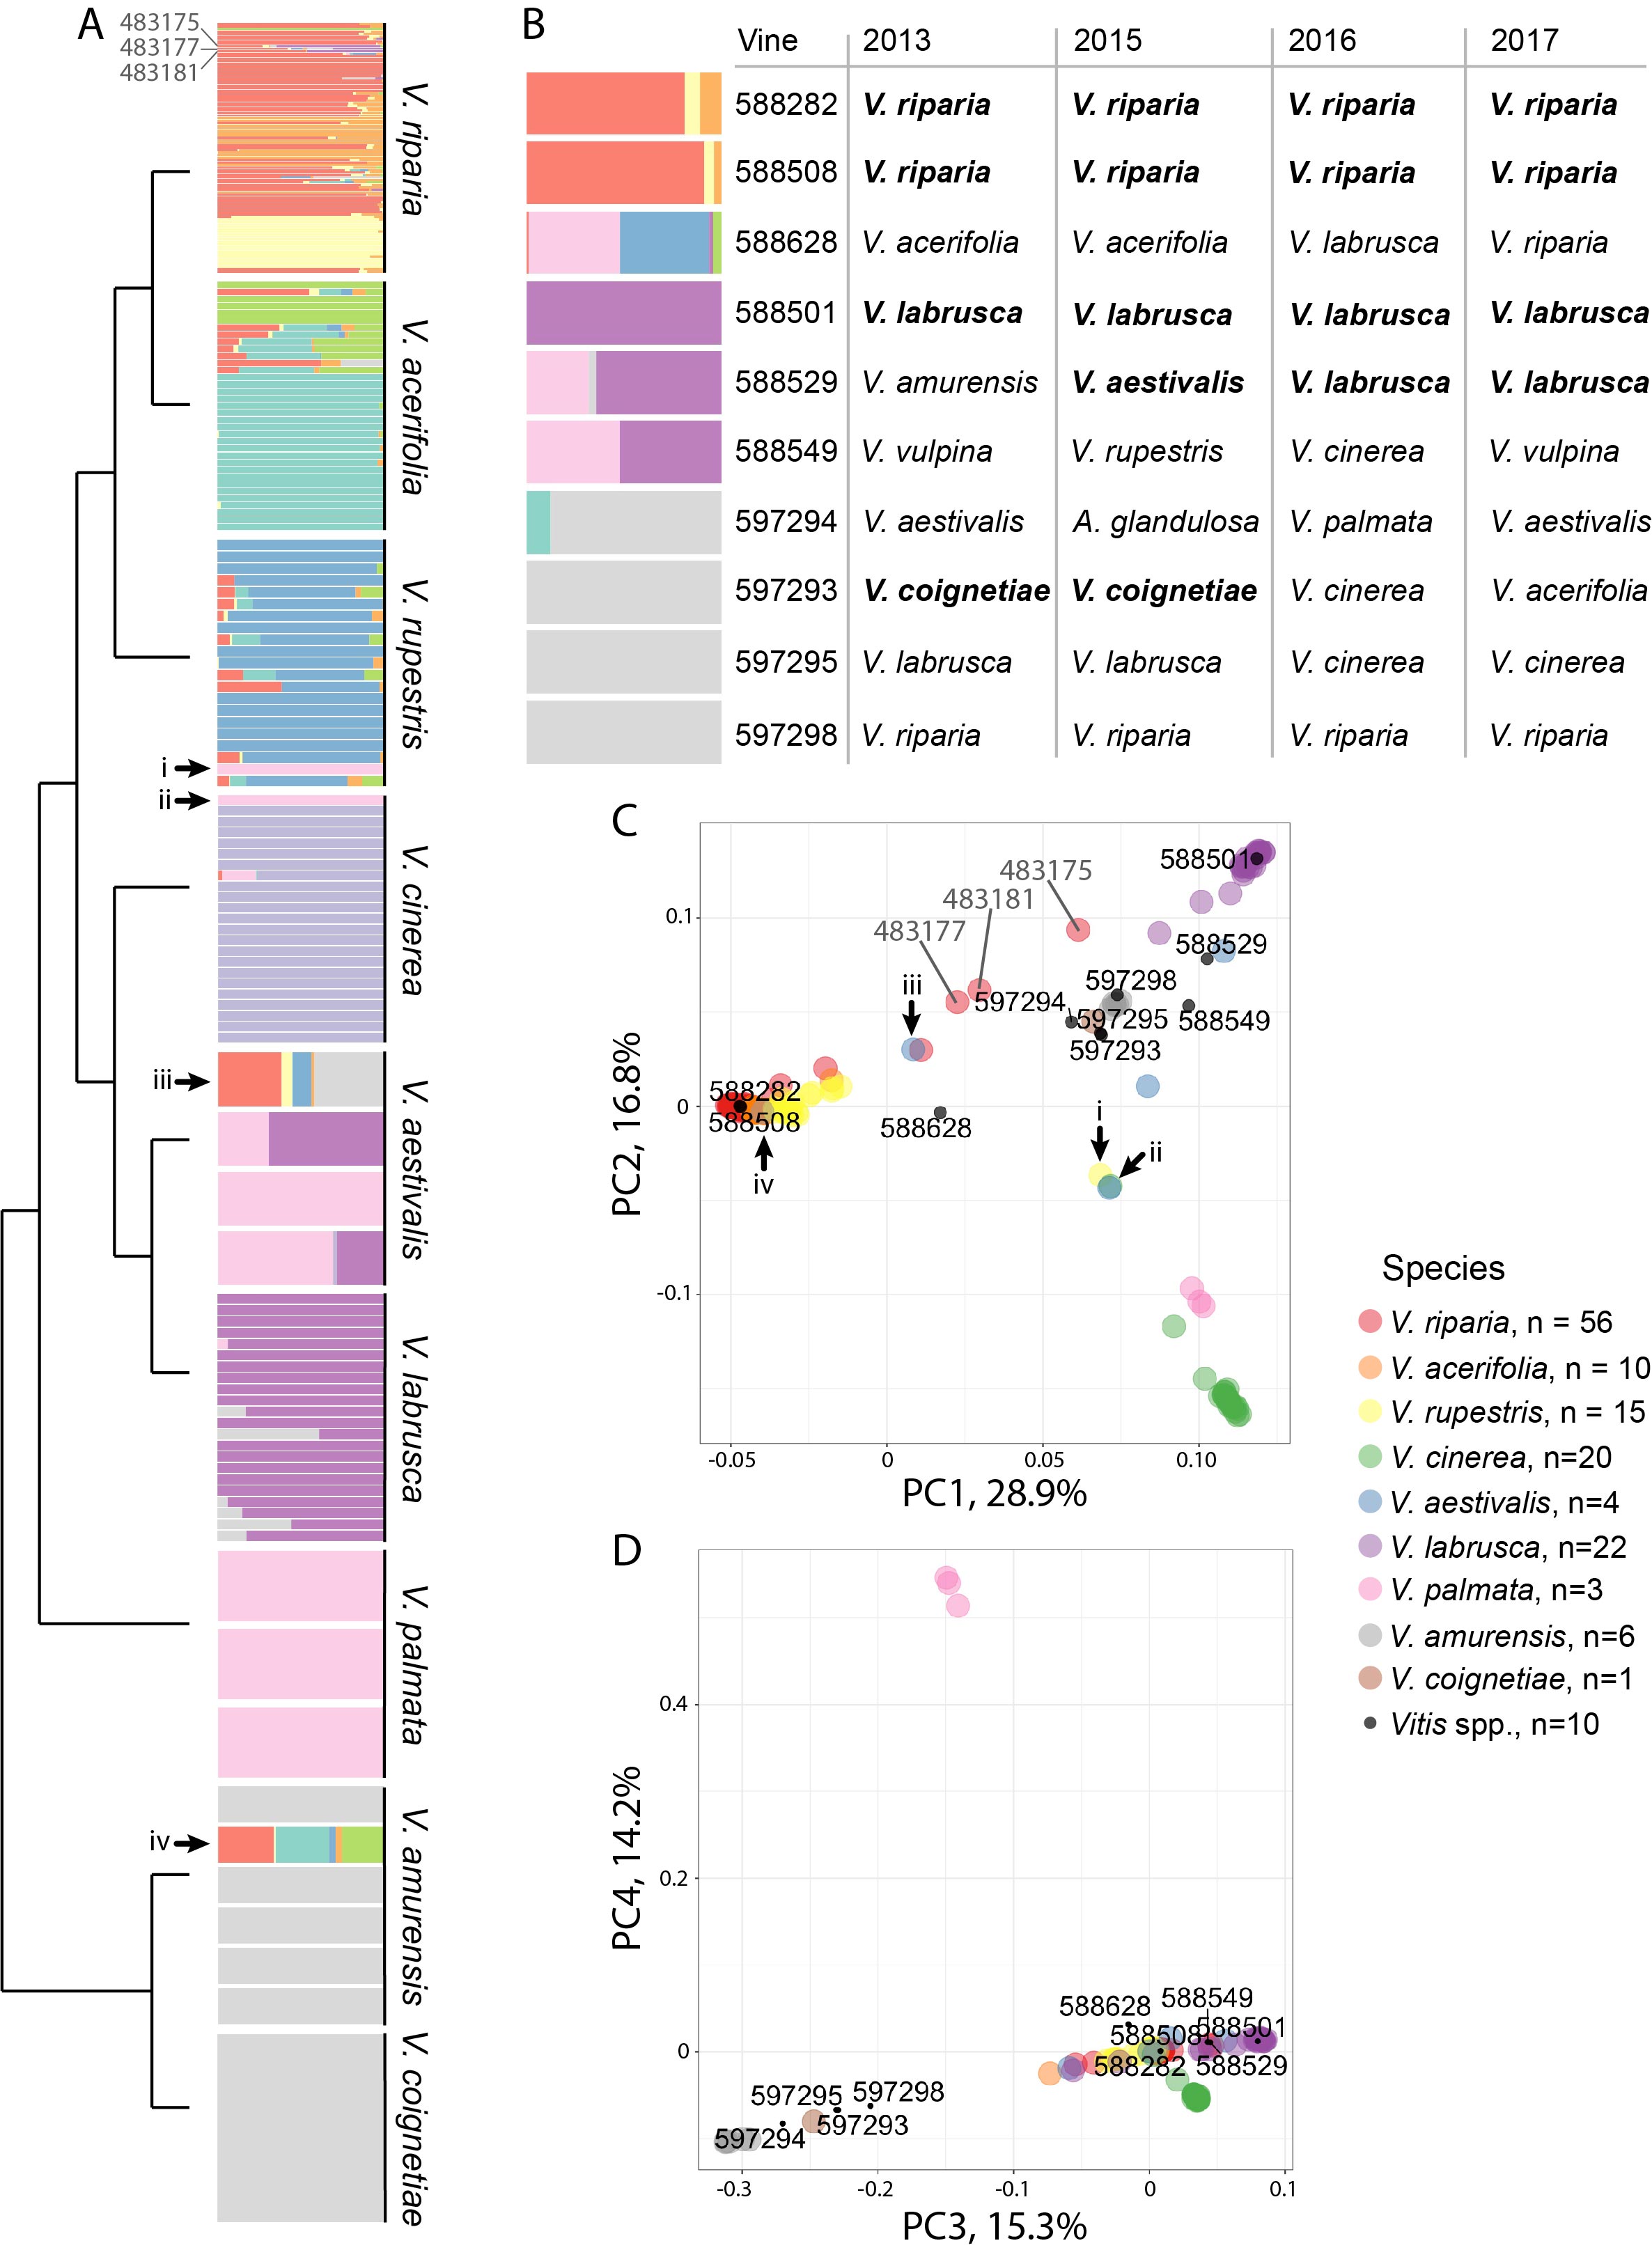 A
483175
483177
483181
V. riparia
V. acerifolia
V. rupestris
i
ii
V. cinerea
iii
V. aestivalis
V. labrusca
V. palmata
iv
V. amurensis
V. coignetiae
B
Vine 2013 2015 2016 2017
588282 V. riparia V. riparia V. riparia V. riparia
588508 V. riparia V. riparia V. riparia V. riparia
588628 V. acerifolia V. acerifolia V. labrusca V. riparia
588501 V. labrusca V. labrusca V. labrusca V. labrusca
588529 V. amurensis V. aestivalis V. labrusca V. labrusca
588549 V. vulpina V. rupestris V. cinerea V. vulpina
597294 V. aestivalis A. glandulosa V. palmata V. aestivalis
597293 V. coignetiae V. coignetiae V. cinerea V. acerifolia
597295 V. labrusca V. labrusca V. cinerea V. cinerea
597298 V. riparia V. riparia V. riparia V. riparia
C
588501
483175
483181
0.1
483177
588529
iii
597298
597294
597295
588549
597293
588282
0
588508
588628
i
ii
iv
PC2, 16.8%
-0.1
-0.05 0 0.05 0.10
PC1, 28.9%
D
0.4
0.2
PC4, 14.2%
588549
588628
588501
588508
0
588282
588529
597298
597295
597293
597294
-0.3 -0.2 -0.1 0 0.1
PC3, 15.3%
Species
V. riparia, n = 56
V. acerifolia, n = 10
V. rupestris, n = 15
V. cinerea, n=20
V. aestivalis, n=4
V. labrusca, n=22
V. palmata, n=3
V. amurensis, n=6
V. coignetiae, n=1
Vitis spp., n=10